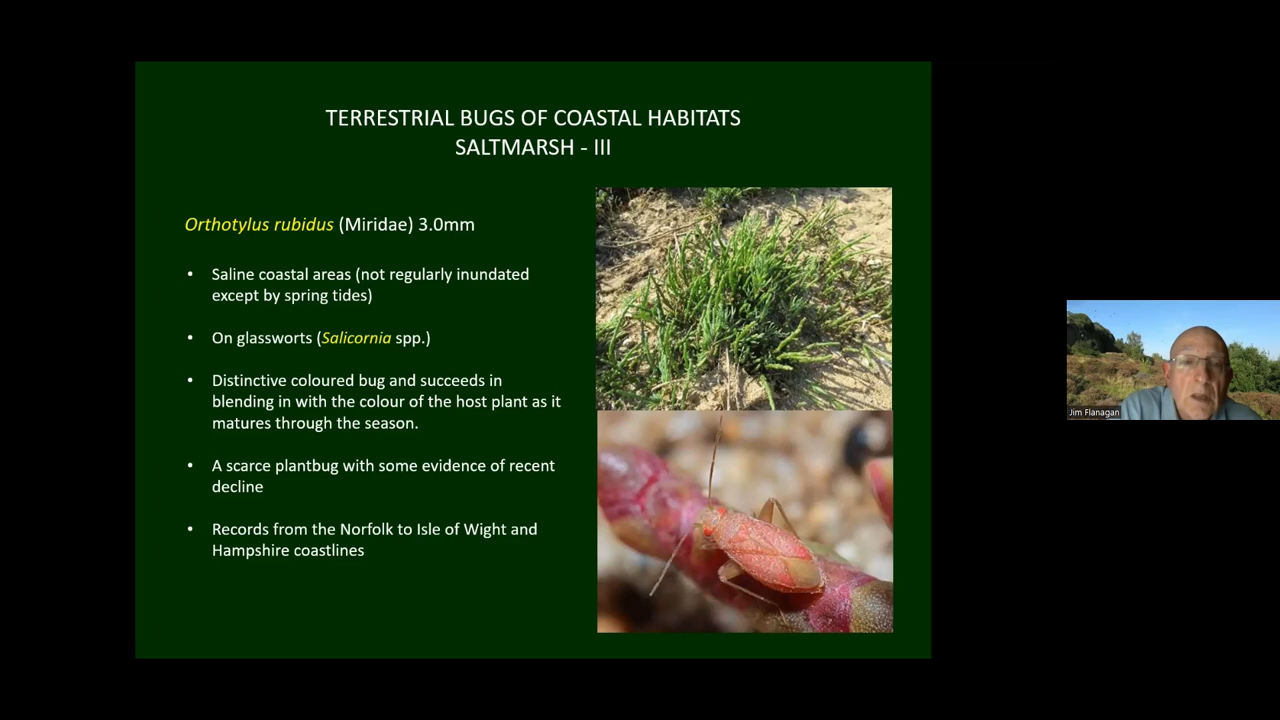 TERRESTRIAL BUGS OF COASTAL HABITATS
SALTMARSH - III
Orthotylus rubidus (Miridae) 3.0mm
• Saline coastal areas (not regularly inundated
except by spring tides)
• On glassworts (Salicornia spp.)
• Distinctive coloured bug and succeeds in
blending in with the colour of the host plant as it
matures through the season.
• A scarce plantbug with some evidence of recent
decline
• Records from the Norfolk to Isle of Wight and
Hampshire coastlines
Jim Flanagan